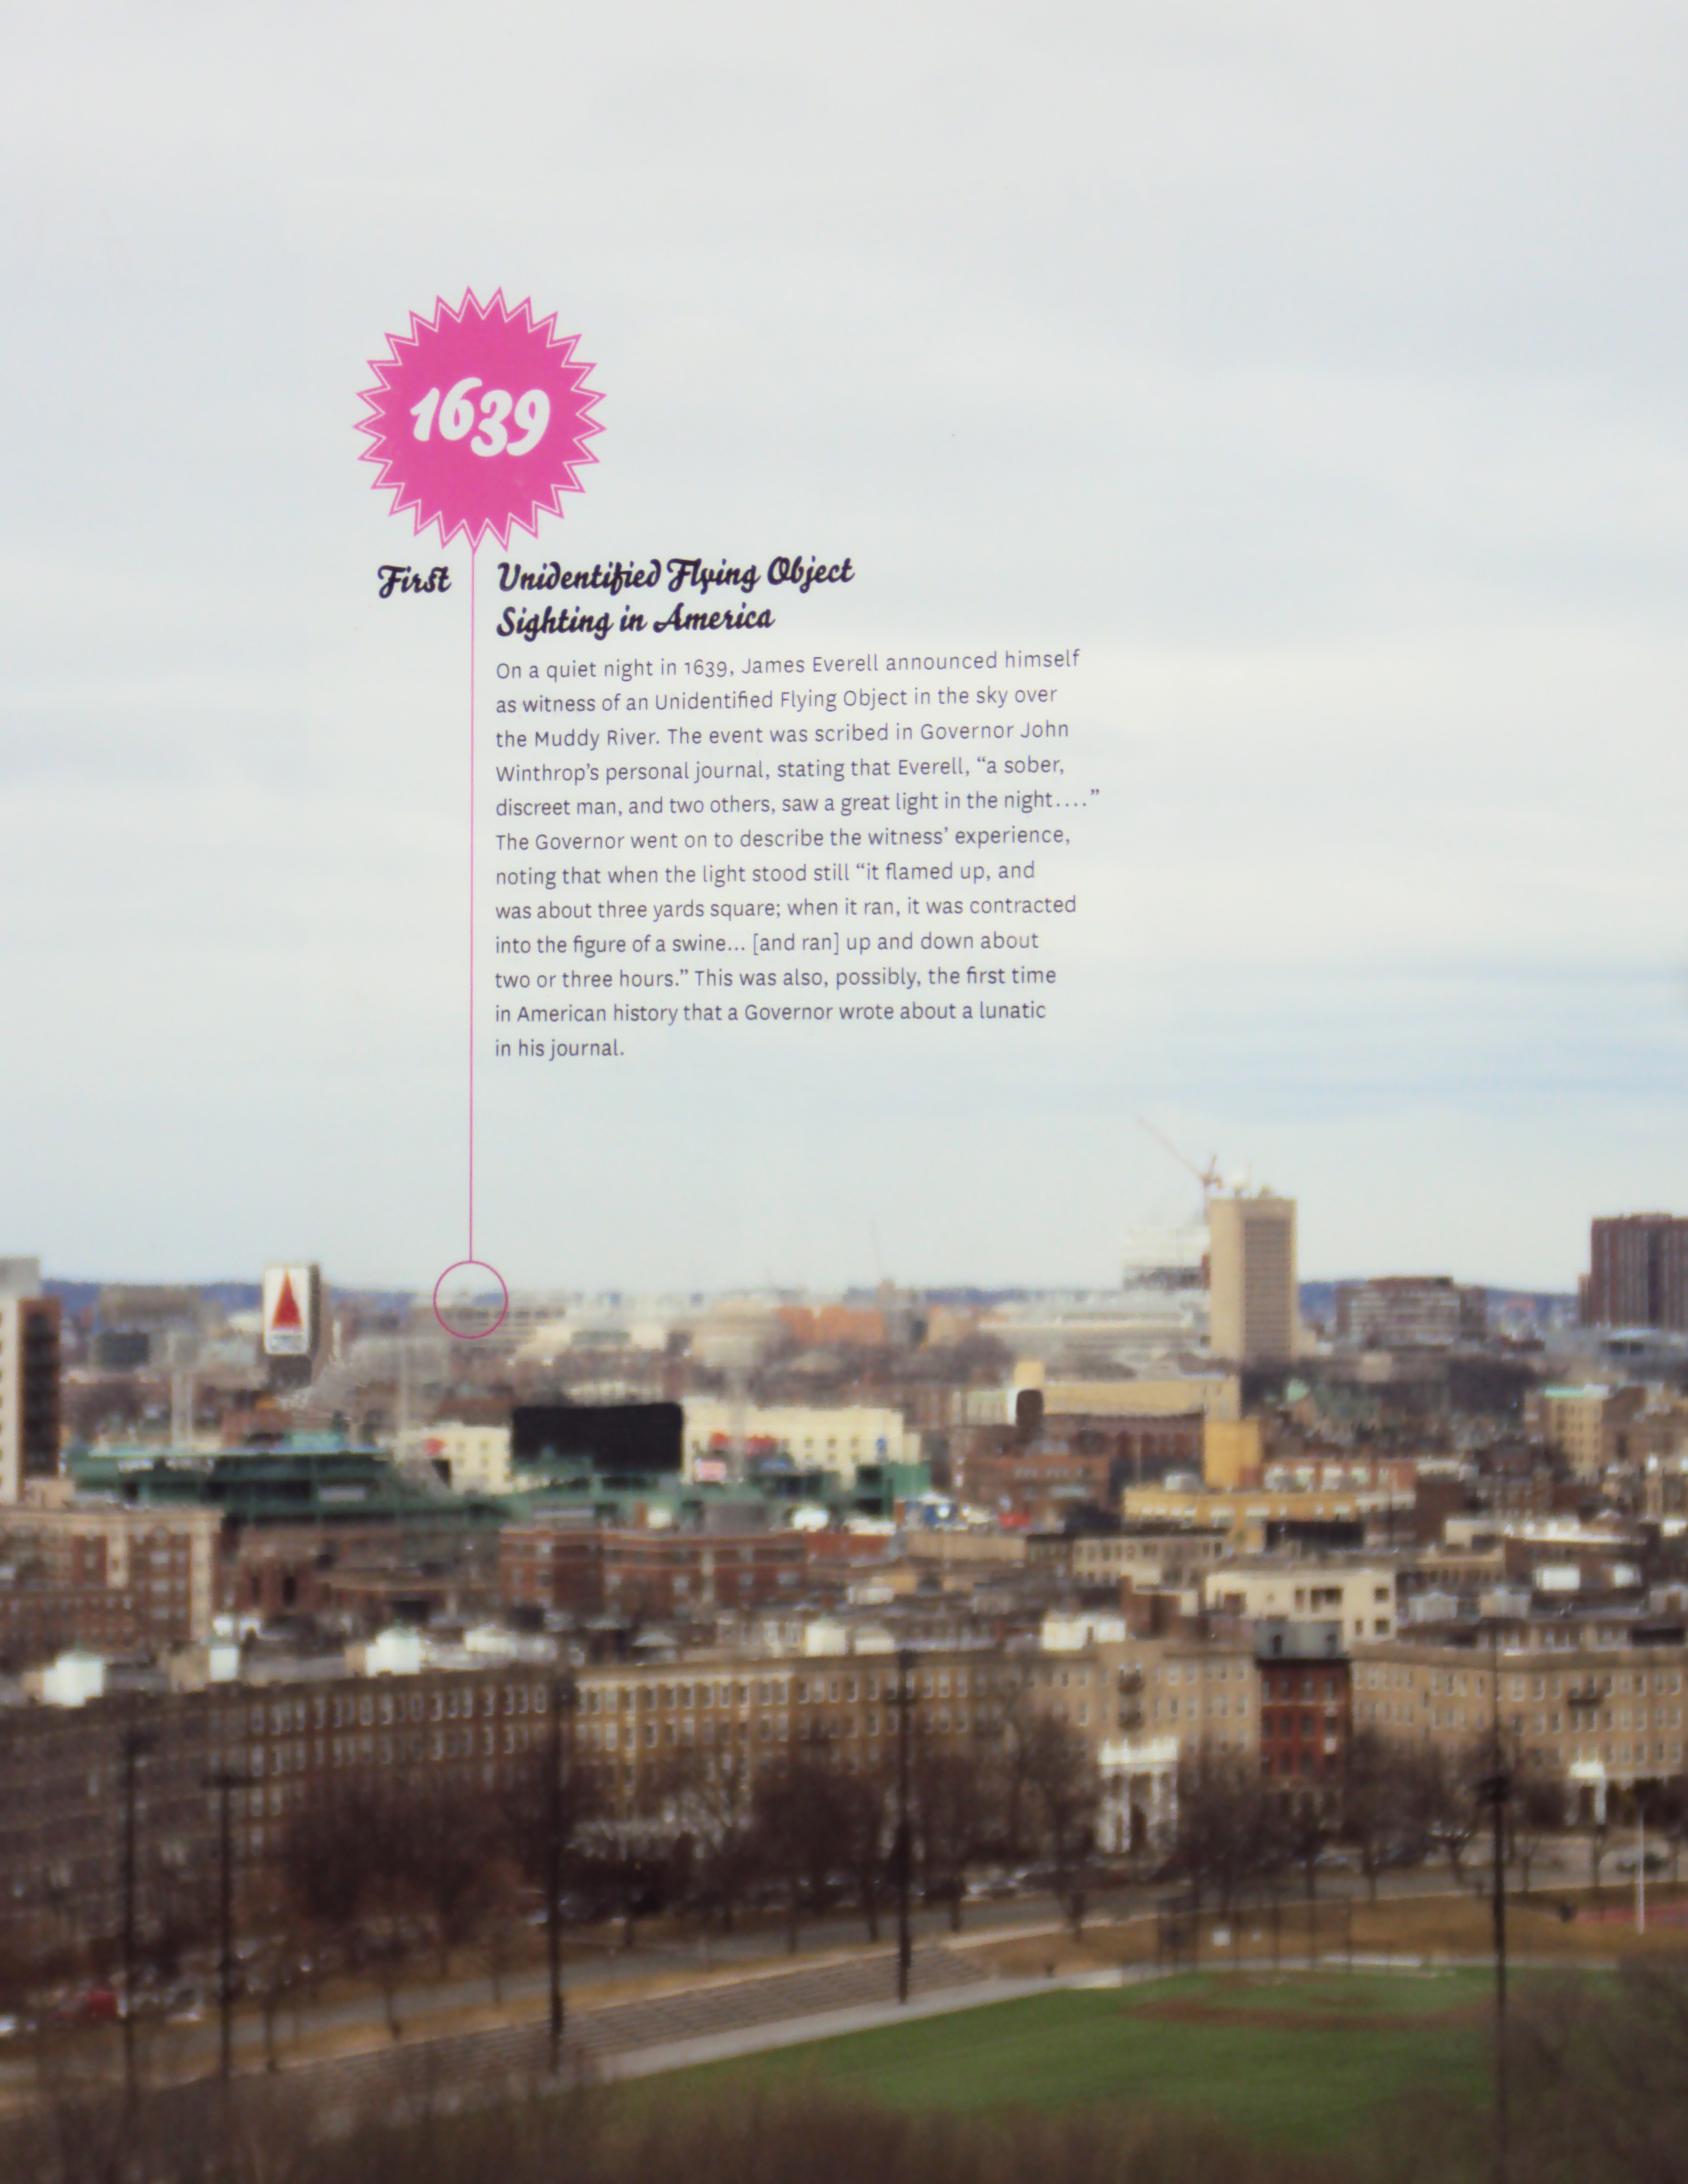 1639
First
Unidentified Flying Object
Sighting in America
On a quiet night in 1639, James Everell announced himself
as witness of an Unidentified Flying Object in the sky over
the Muddy River. The event was scribed in Governor John
Winthrop’s personal journal, stating that Everell, “a sober,
discreet man, and two others, saw a great light in the night....”
The Governor went on to describe the witness’ experience,
noting that when the light stood still “it flamed up, and
was about three yards square; when it ran, it was contracted
into the figure of a swine... [and ran] up and down about
two or three hours.” This was also, possibly, the first time
in American history that a Governor wrote about a lunatic
in his journal.